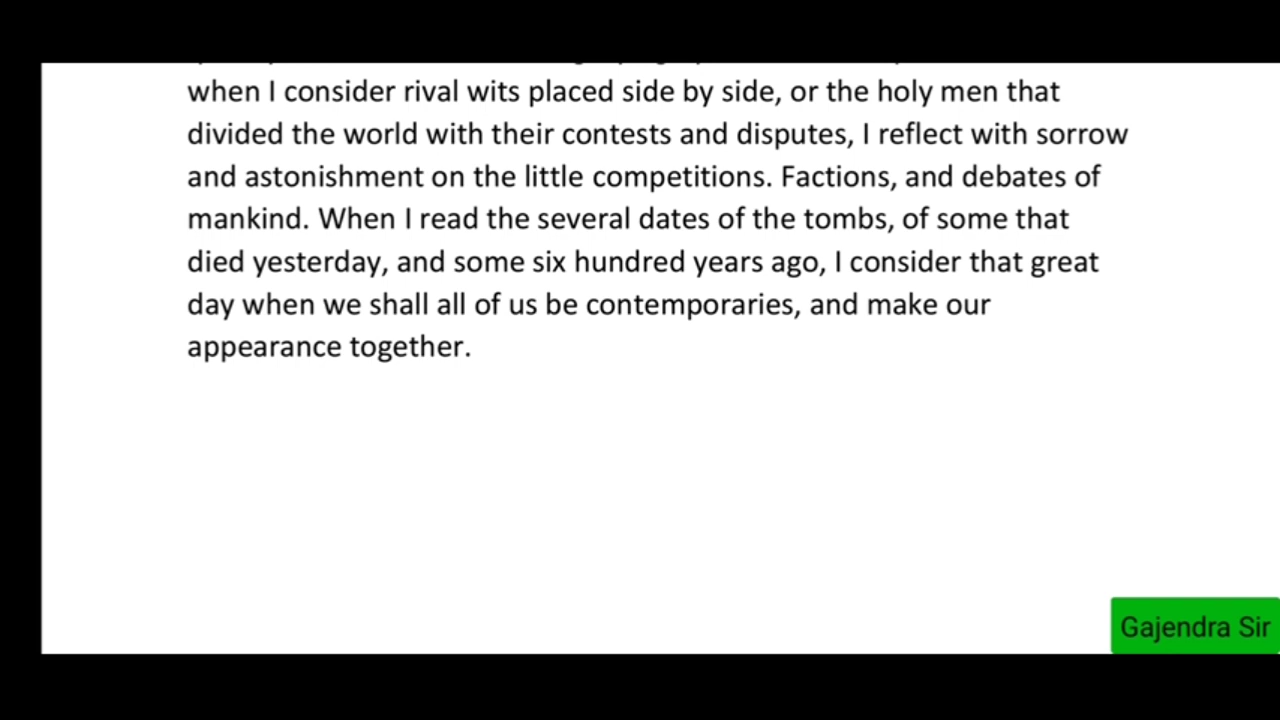 when I consider rival wits placed side by side, or the holy men that
divided the world with their contests and disputes, I reflect with sorrow
and astonishment on the little competitions. Factions, and debates of
mankind. When I read the several dates of the tombs, of some that
died yesterday, and some six hundred years ago, I consider that great
day when we shall all of us be contemporaries, and make our
appearance together.
Gajendra Sir